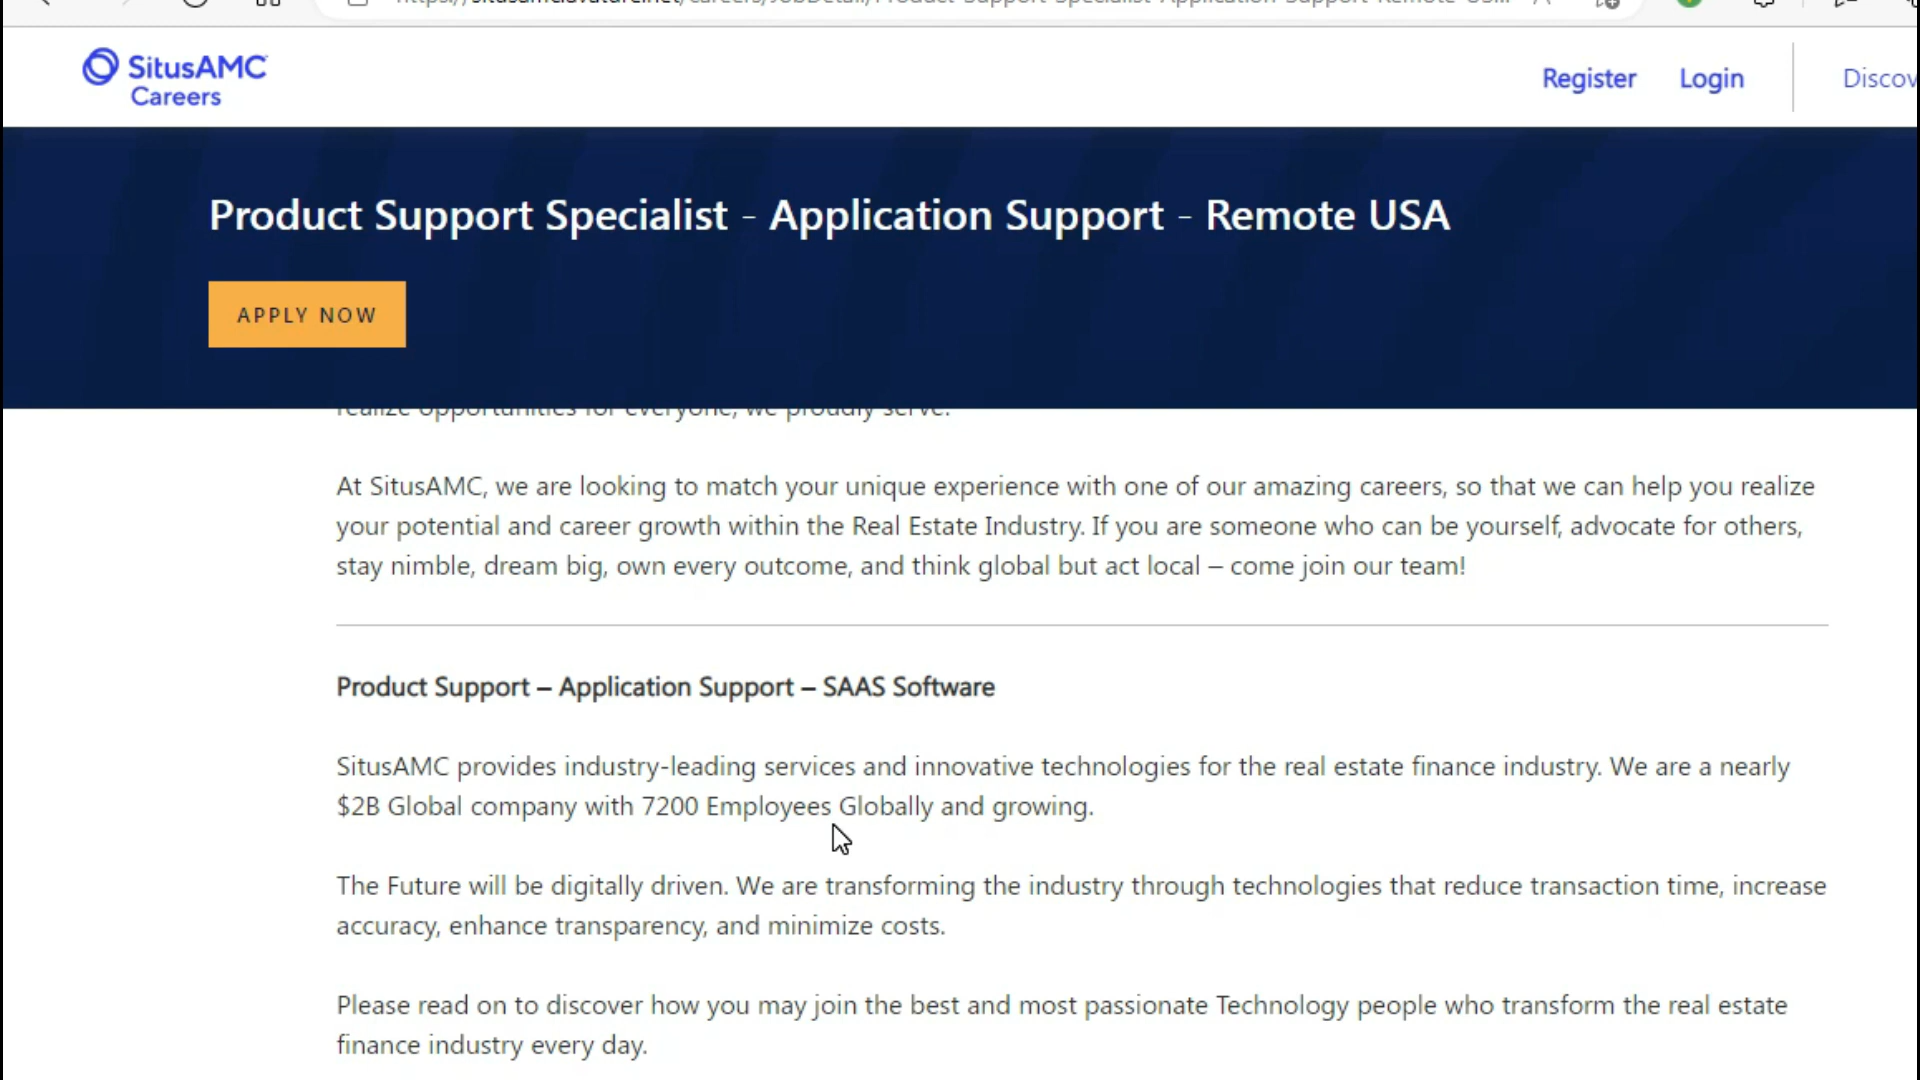 SitusAMC
Careers
Register
Login
Product Support Specialist - Application Support - Remote USA
APPLY NOW
realize opportunities for everyone, we proudly serve.
At SitusAMC, we are looking to match your unique experience with one of our amazing careers, so that we can help you realize
your potential and career growth within the Real Estate Industry. If you are someone who can be yourself, advocate for others,
stay nimble, dream big, own every outcome, and think global but act local – come join our team!
Product Support – Application Support – SAAS Software
SitusAMC provides industry-leading services and innovative technologies for the real estate finance industry. We are a nearly
$2B Global company with 7200 Employees Globally and growing.
The Future will be digitally driven. We are transforming the industry through technologies that reduce transaction time, increase
accuracy, enhance transparency, and minimize costs.
Please read on to discover how you may join the best and most passionate Technology people who transform the real estate
finance industry every day.